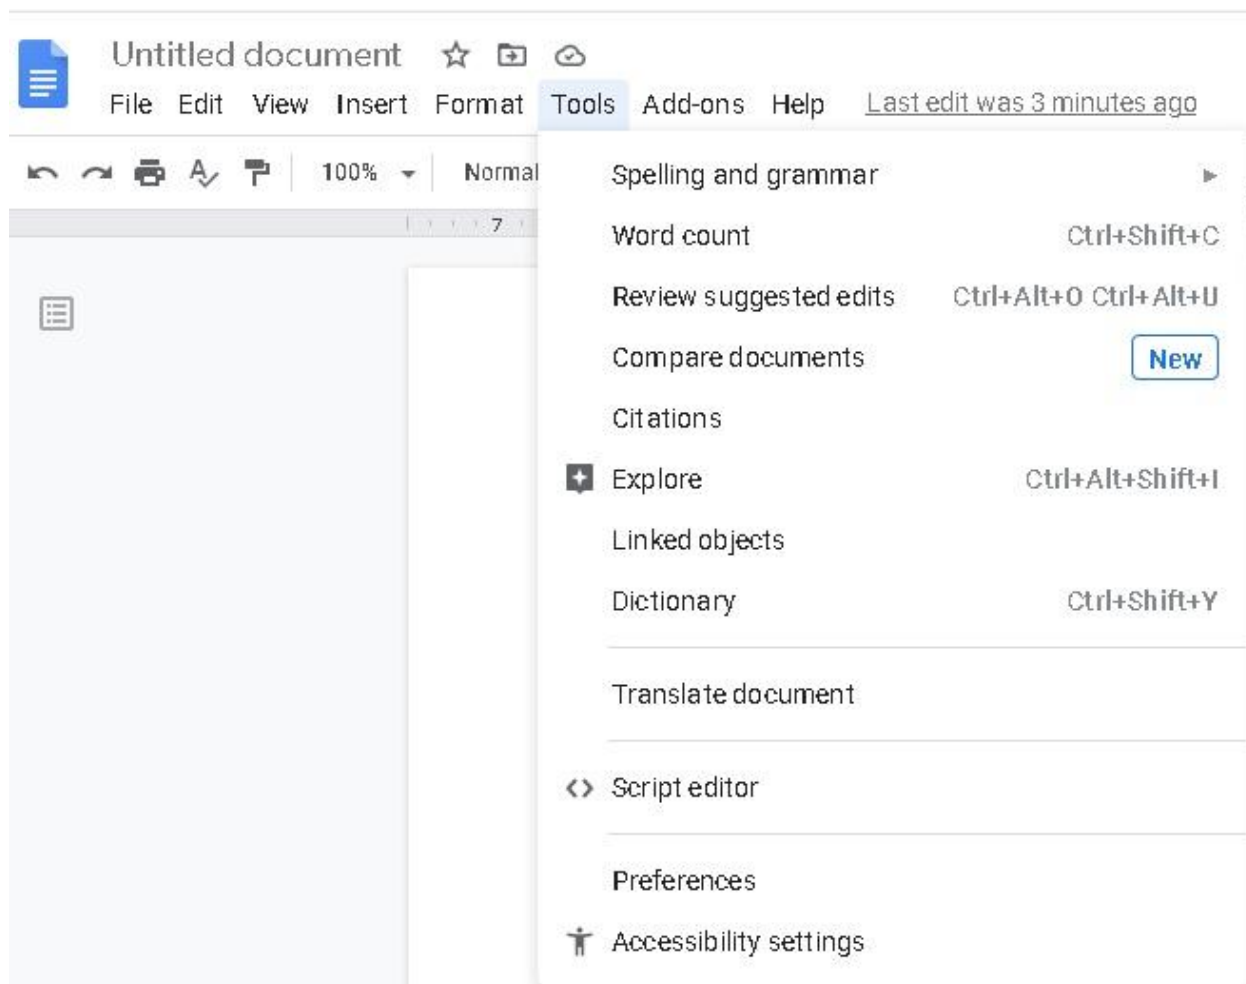 Untitled document
File Edit View Insert Format Tools Add-ons Help Last edit was 3 minutes ago
100% Normal
7
Spelling and grammar
Word count Ctrl+Shift+C
Review suggested edits Ctrl+Alt+O Ctrl+Alt+U
Compare documents New
Citations
Explore Ctrl+Alt+Shift+I
Linked objects
Dictionary Ctrl+Shift+Y
Translate document
Script editor
Preferences
Accessibility settings